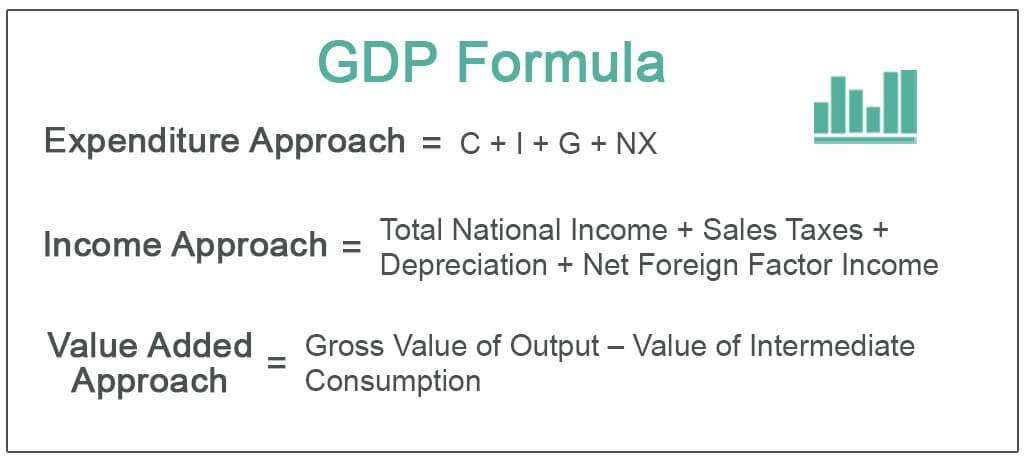 GDP Formula
Expenditure Approach = C + I + G + NX
Income Approach = Total National Income + Sales Taxes +
Depreciation + Net Foreign Factor Income
Value Added
Approach = Gross Value of Output – Value of Intermediate
Consumption